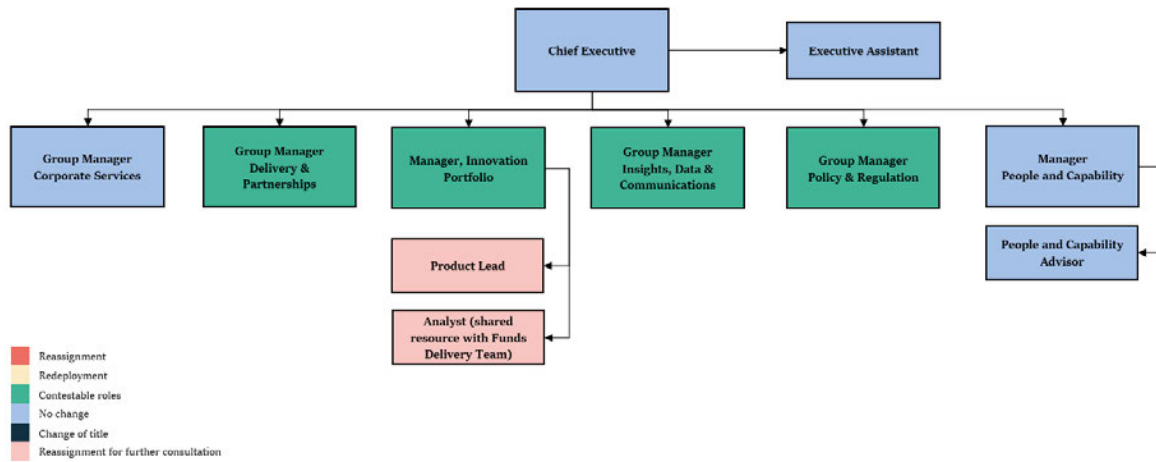 Chief Executive
Executive Assistant
Group Manager
Corporate Services
Group Manager
Delivery &
Partnerships
Manager, Innovation
Portfolio
Group Manager
Insights, Data &
Communications
Group Manager
Policy & Regulation
Manager
People and Capability
Product Lead
People and Capability
Advisor
Analyst (shared
resource with Funds
Delivery Team)
Reassignment
Redeployment
Contestable roles
No change
Change of title
Reassignment for further consultation